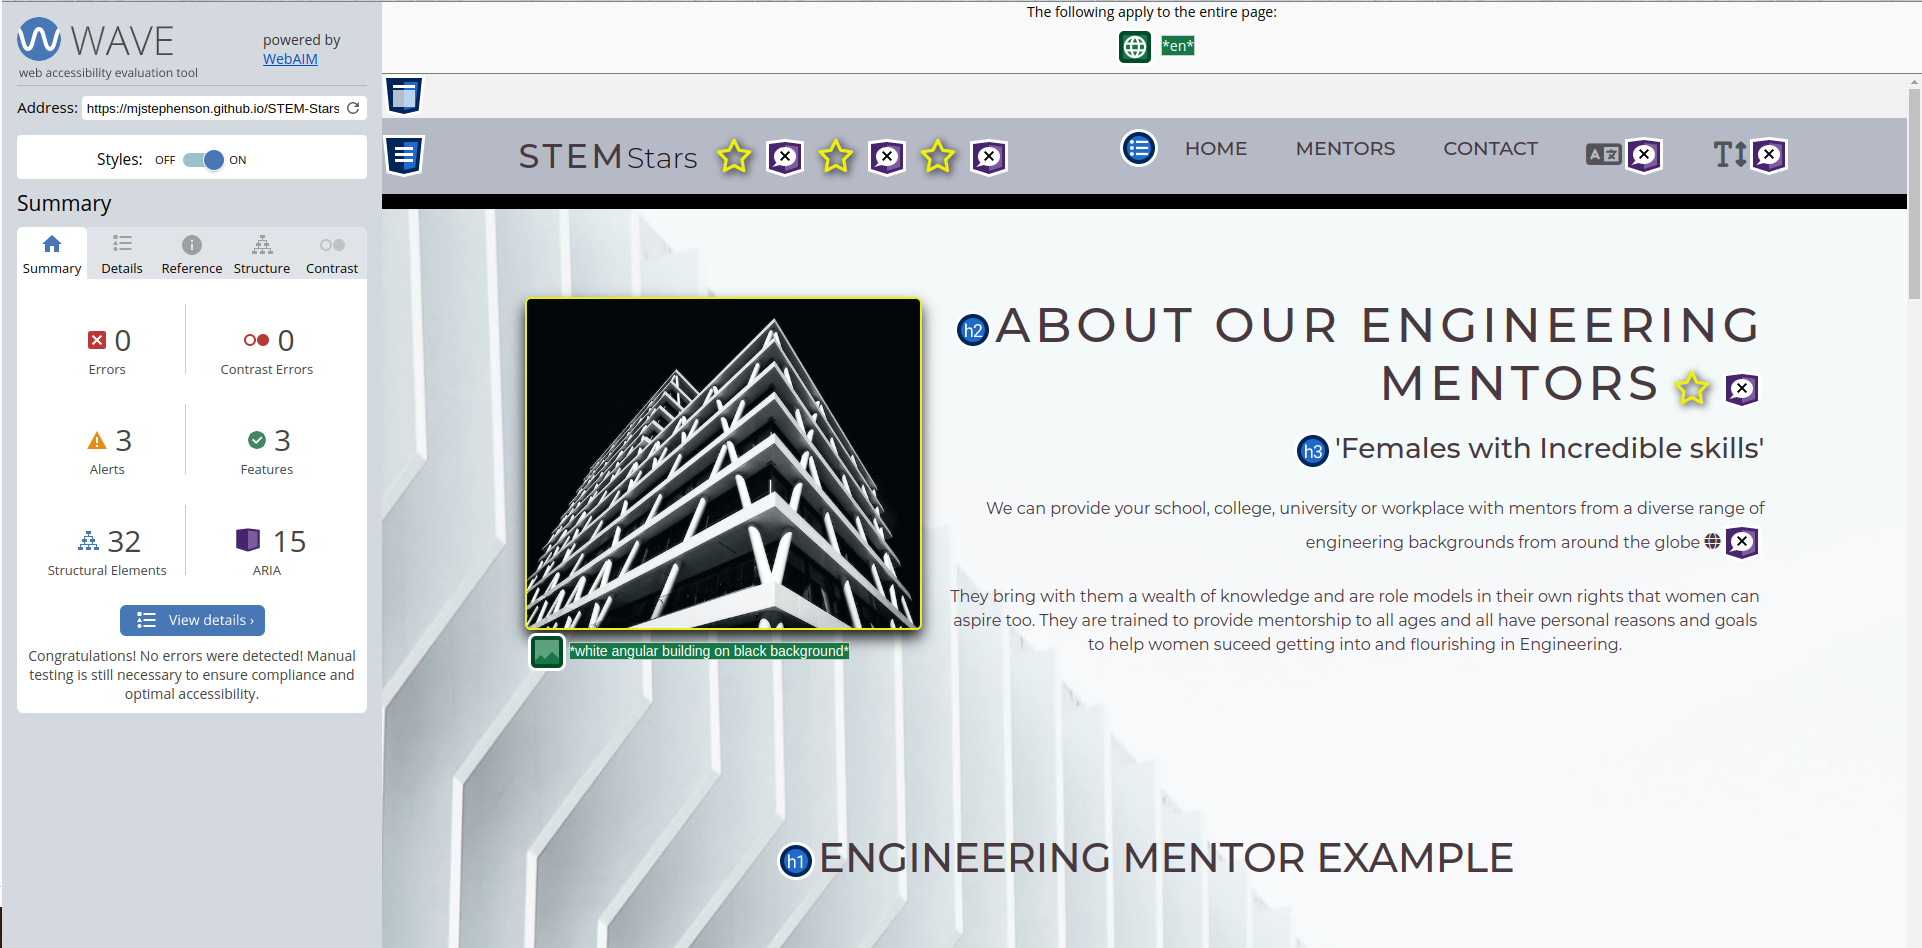 WAVE
powered by
WebAIM
web accessibility evaluation tool
Address: https://mjstephenson.github.io/STEM-Stars
Styles: OFF ON
Summary
Summary Details Reference Structure Contrast
0
Errors
0
Contrast Errors
3
Alerts
3
Features
32
Structural Elements
15
ARIA
View details ›
Congratulations! No errors were detected! Manual
testing is still necessary to ensure compliance and
optimal accessibility.
The following apply to the entire page:
*en*
STEM Stars
HOME MENTORS CONTACT
h2 ABOUT OUR ENGINEERING
MENTORS
h3 'Females with Incredible skills'
We can provide your school, college, university or workplace with mentors from a diverse range of
engineering backgrounds from around the globe
They bring with them a wealth of knowledge and are role models in their own rights that women can
aspire too. They are trained to provide mentorship to all ages and all have personal reasons and goals
to help women suceed getting into and flourishing in Engineering.
*white angular building on black background*
h1 ENGINEERING MENTOR EXAMPLE